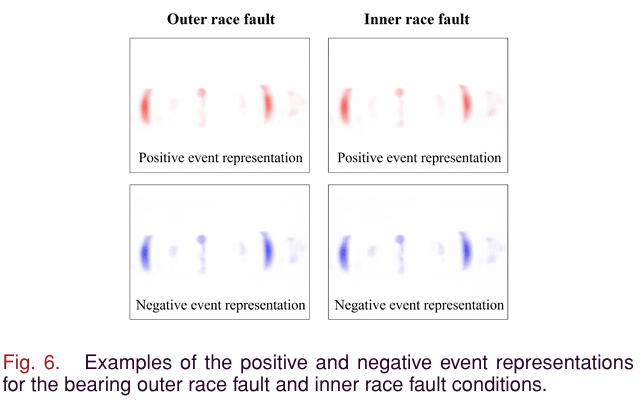 Outer race fault
Inner race fault
Positive event representation
Positive event representation
Negative event representation
Negative event representation
Fig. 6. Examples of the positive and negative event representations
for the bearing outer race fault and inner race fault conditions.